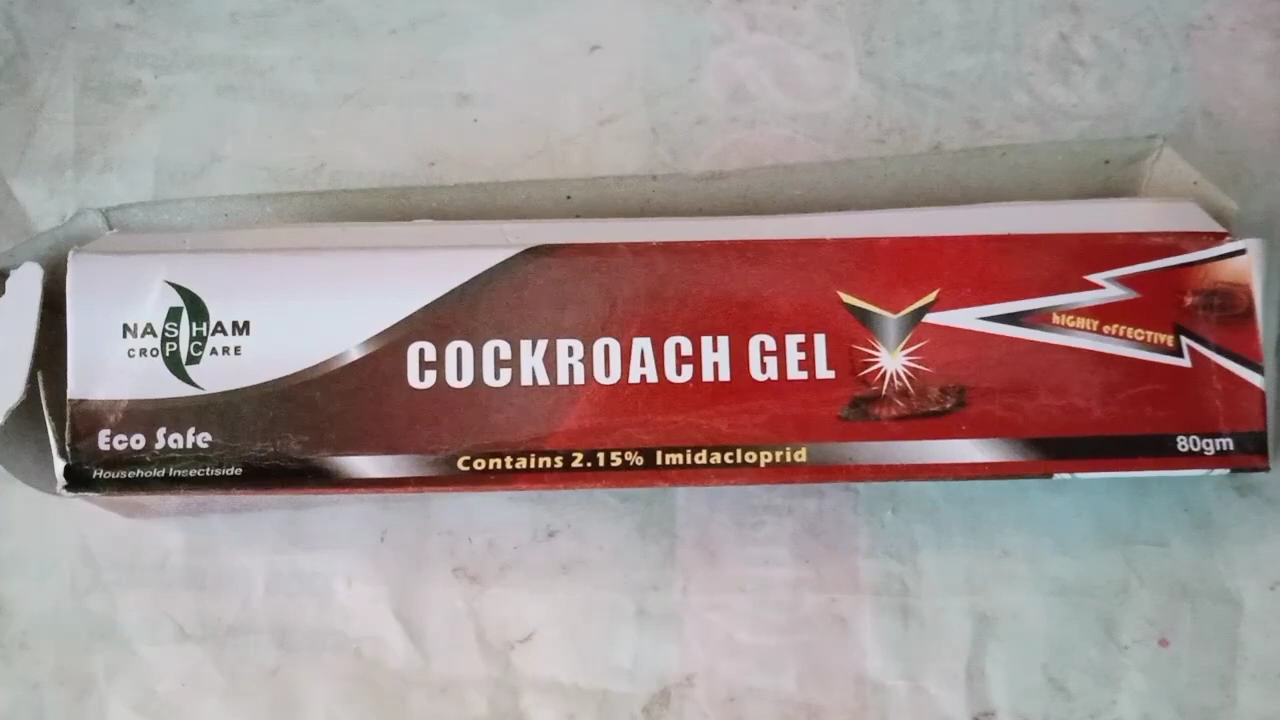 NASHAM
CROP CARE
COCKROACH GEL
hIGHLY eFFECTIVE
Eco Safe
Household Insectiside
Contains 2.15% Imidacloprid
80gm